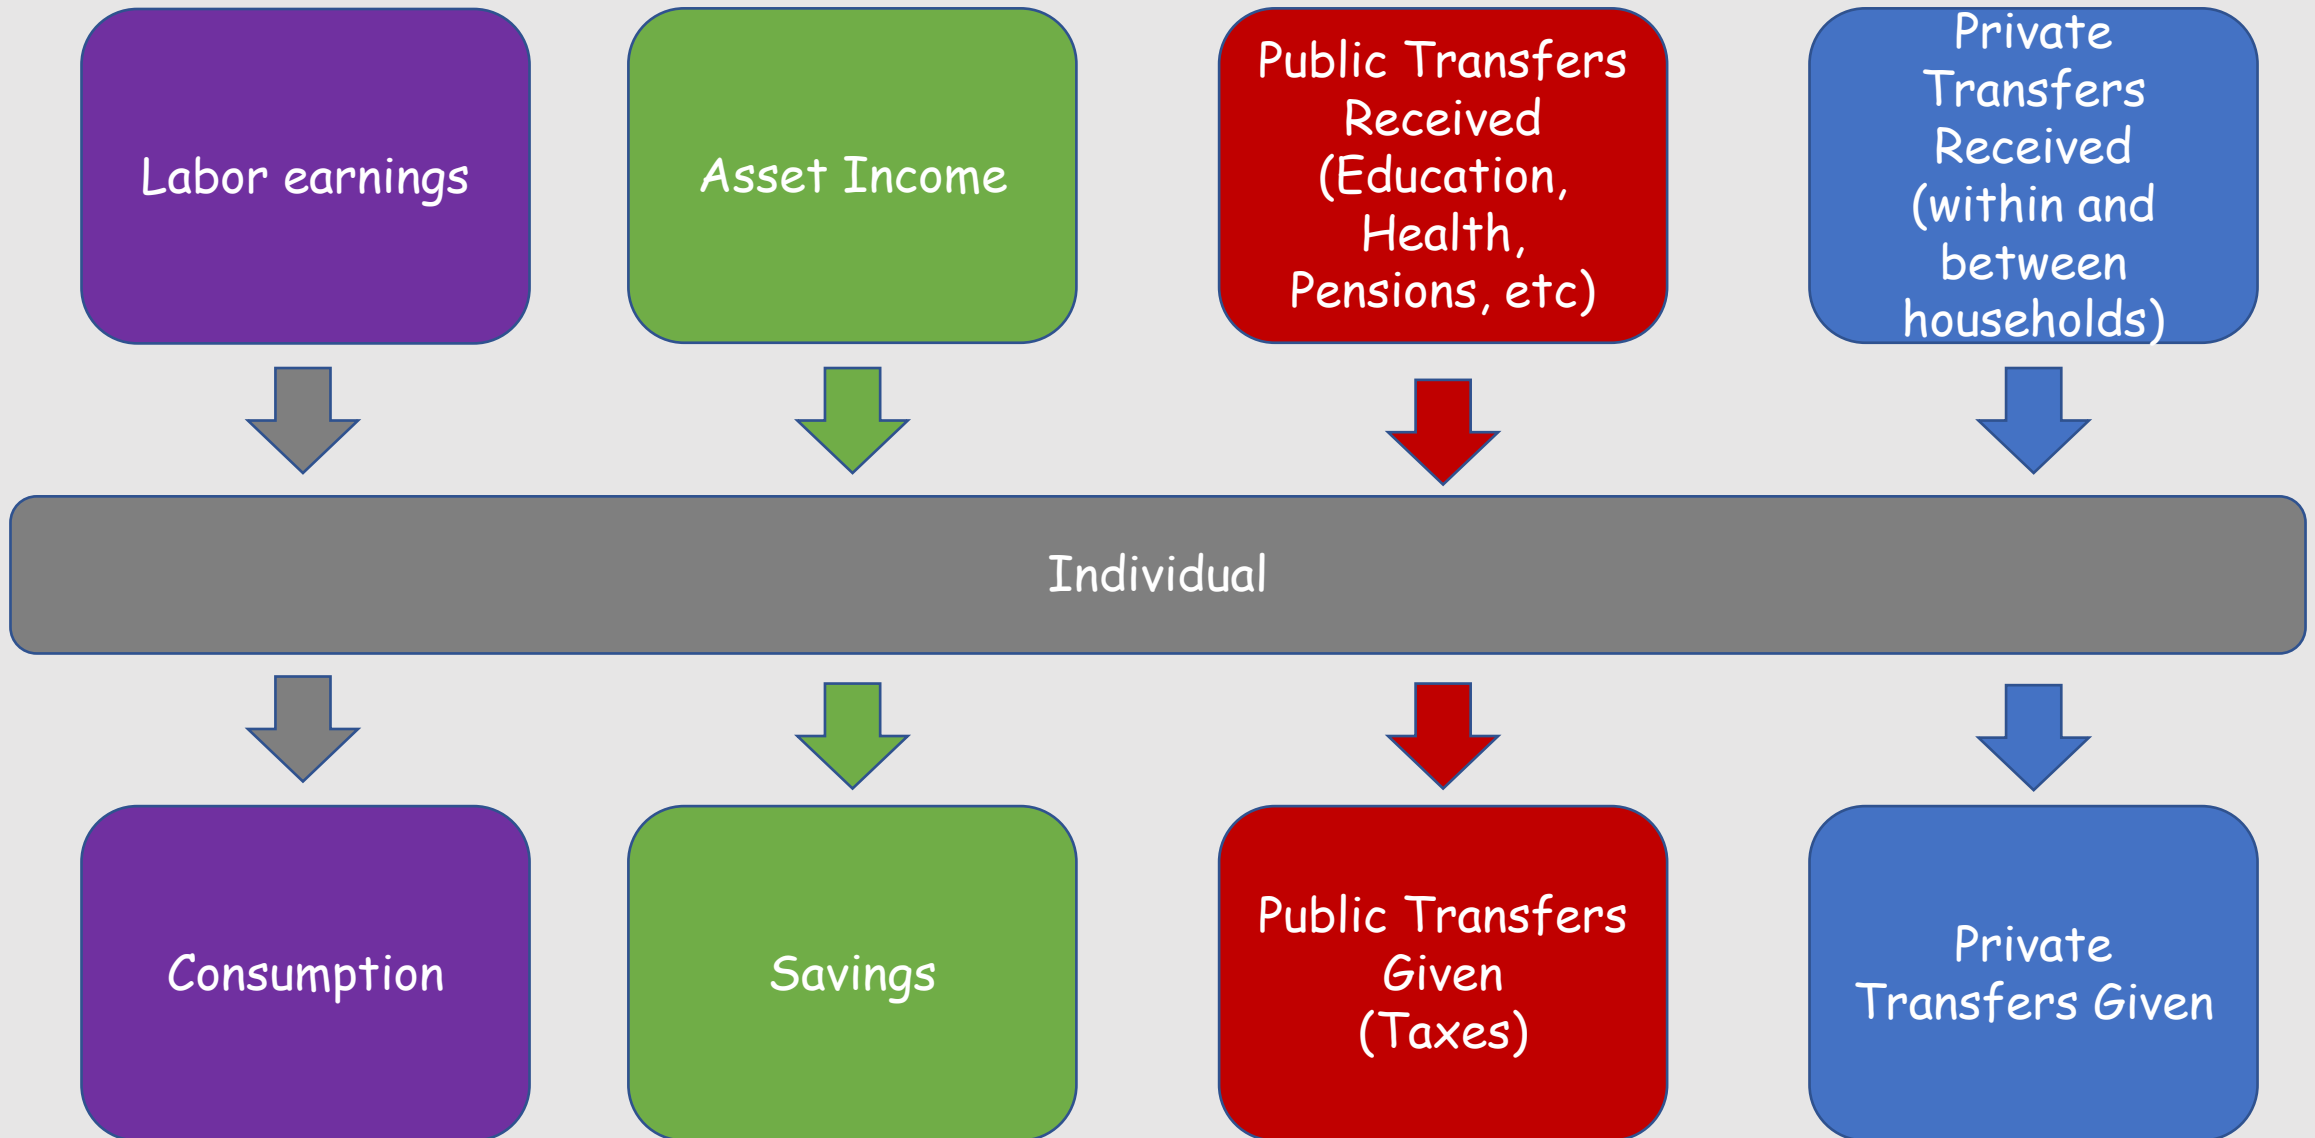 Labor earnings
Asset Income
Public Transfers
Received
(Education,
Health,
Pensions, etc)
Private
Transfers
Received
(within and
between
households)
Individual
Consumption
Savings
Public Transfers
Given
(Taxes)
Private
Transfers Given